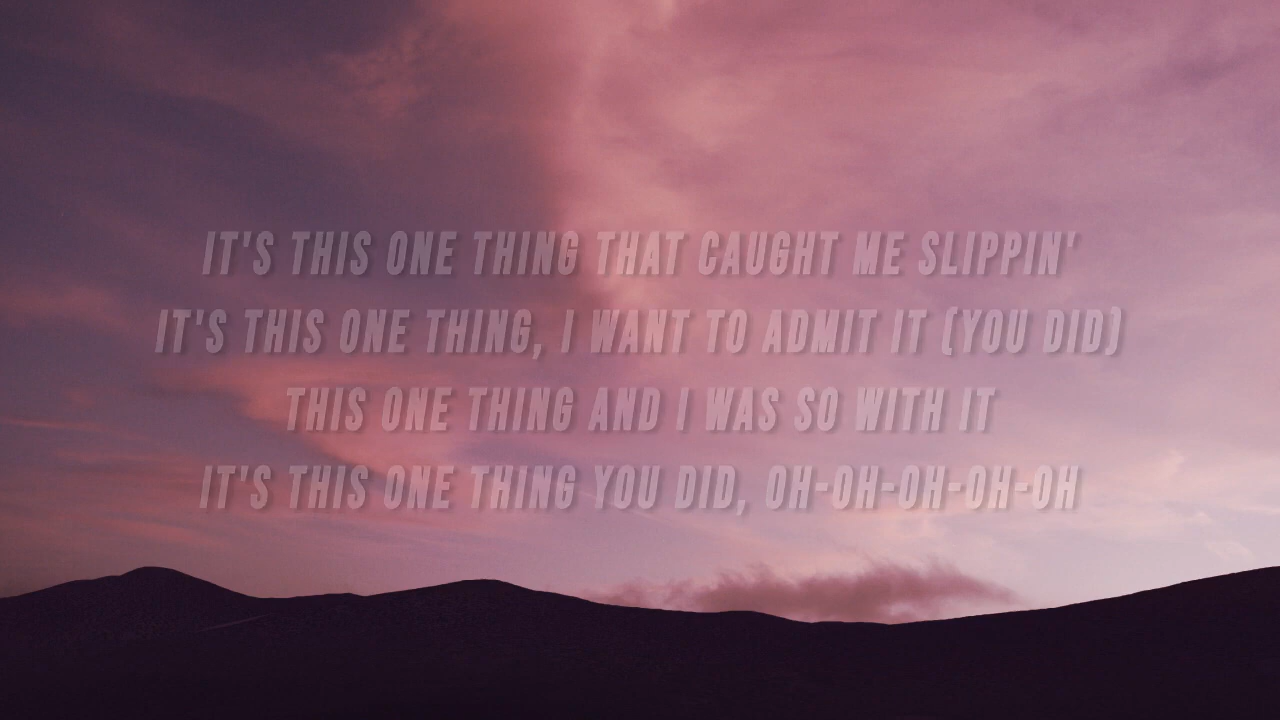 IT'S THIS ONE THING THAT CAUGHT ME SLIPPIN'
IT'S THIS ONE THING, I WANT TO ADMIT IT (YOU DID)
THIS ONE THING AND I WAS SO WITH IT
IT'S THIS ONE THING YOU DID, OH-OH-OH-OH-OH